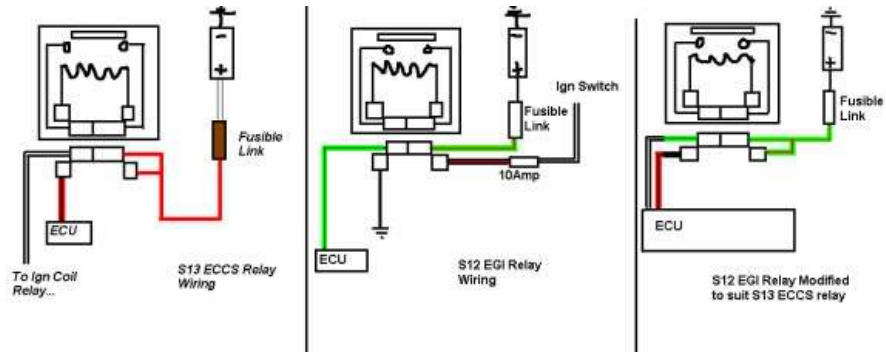 Fusible
Link
ECU
To Ign Coil
Relay...
S13 ECCS Relay
Wiring
Ign Switch
Fusible
Link
10Amp
ECU
S12 EGI Relay
Wiring
Fusible
Link
ECU
S12 EGI Relay Modified
to suit S13 ECCS relay